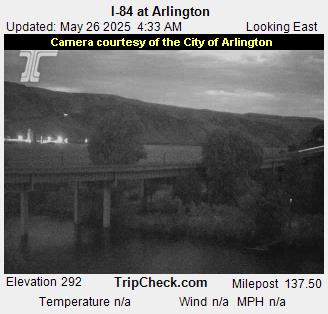 I-84 at Arlington
Updated: May 26 2025 4:33 AM Looking East
Camera courtesy of the City of Arlington
Elevation 292 TripCheck.com Milepost 137.50
Temperature n/a Wind n/a MPH n/a